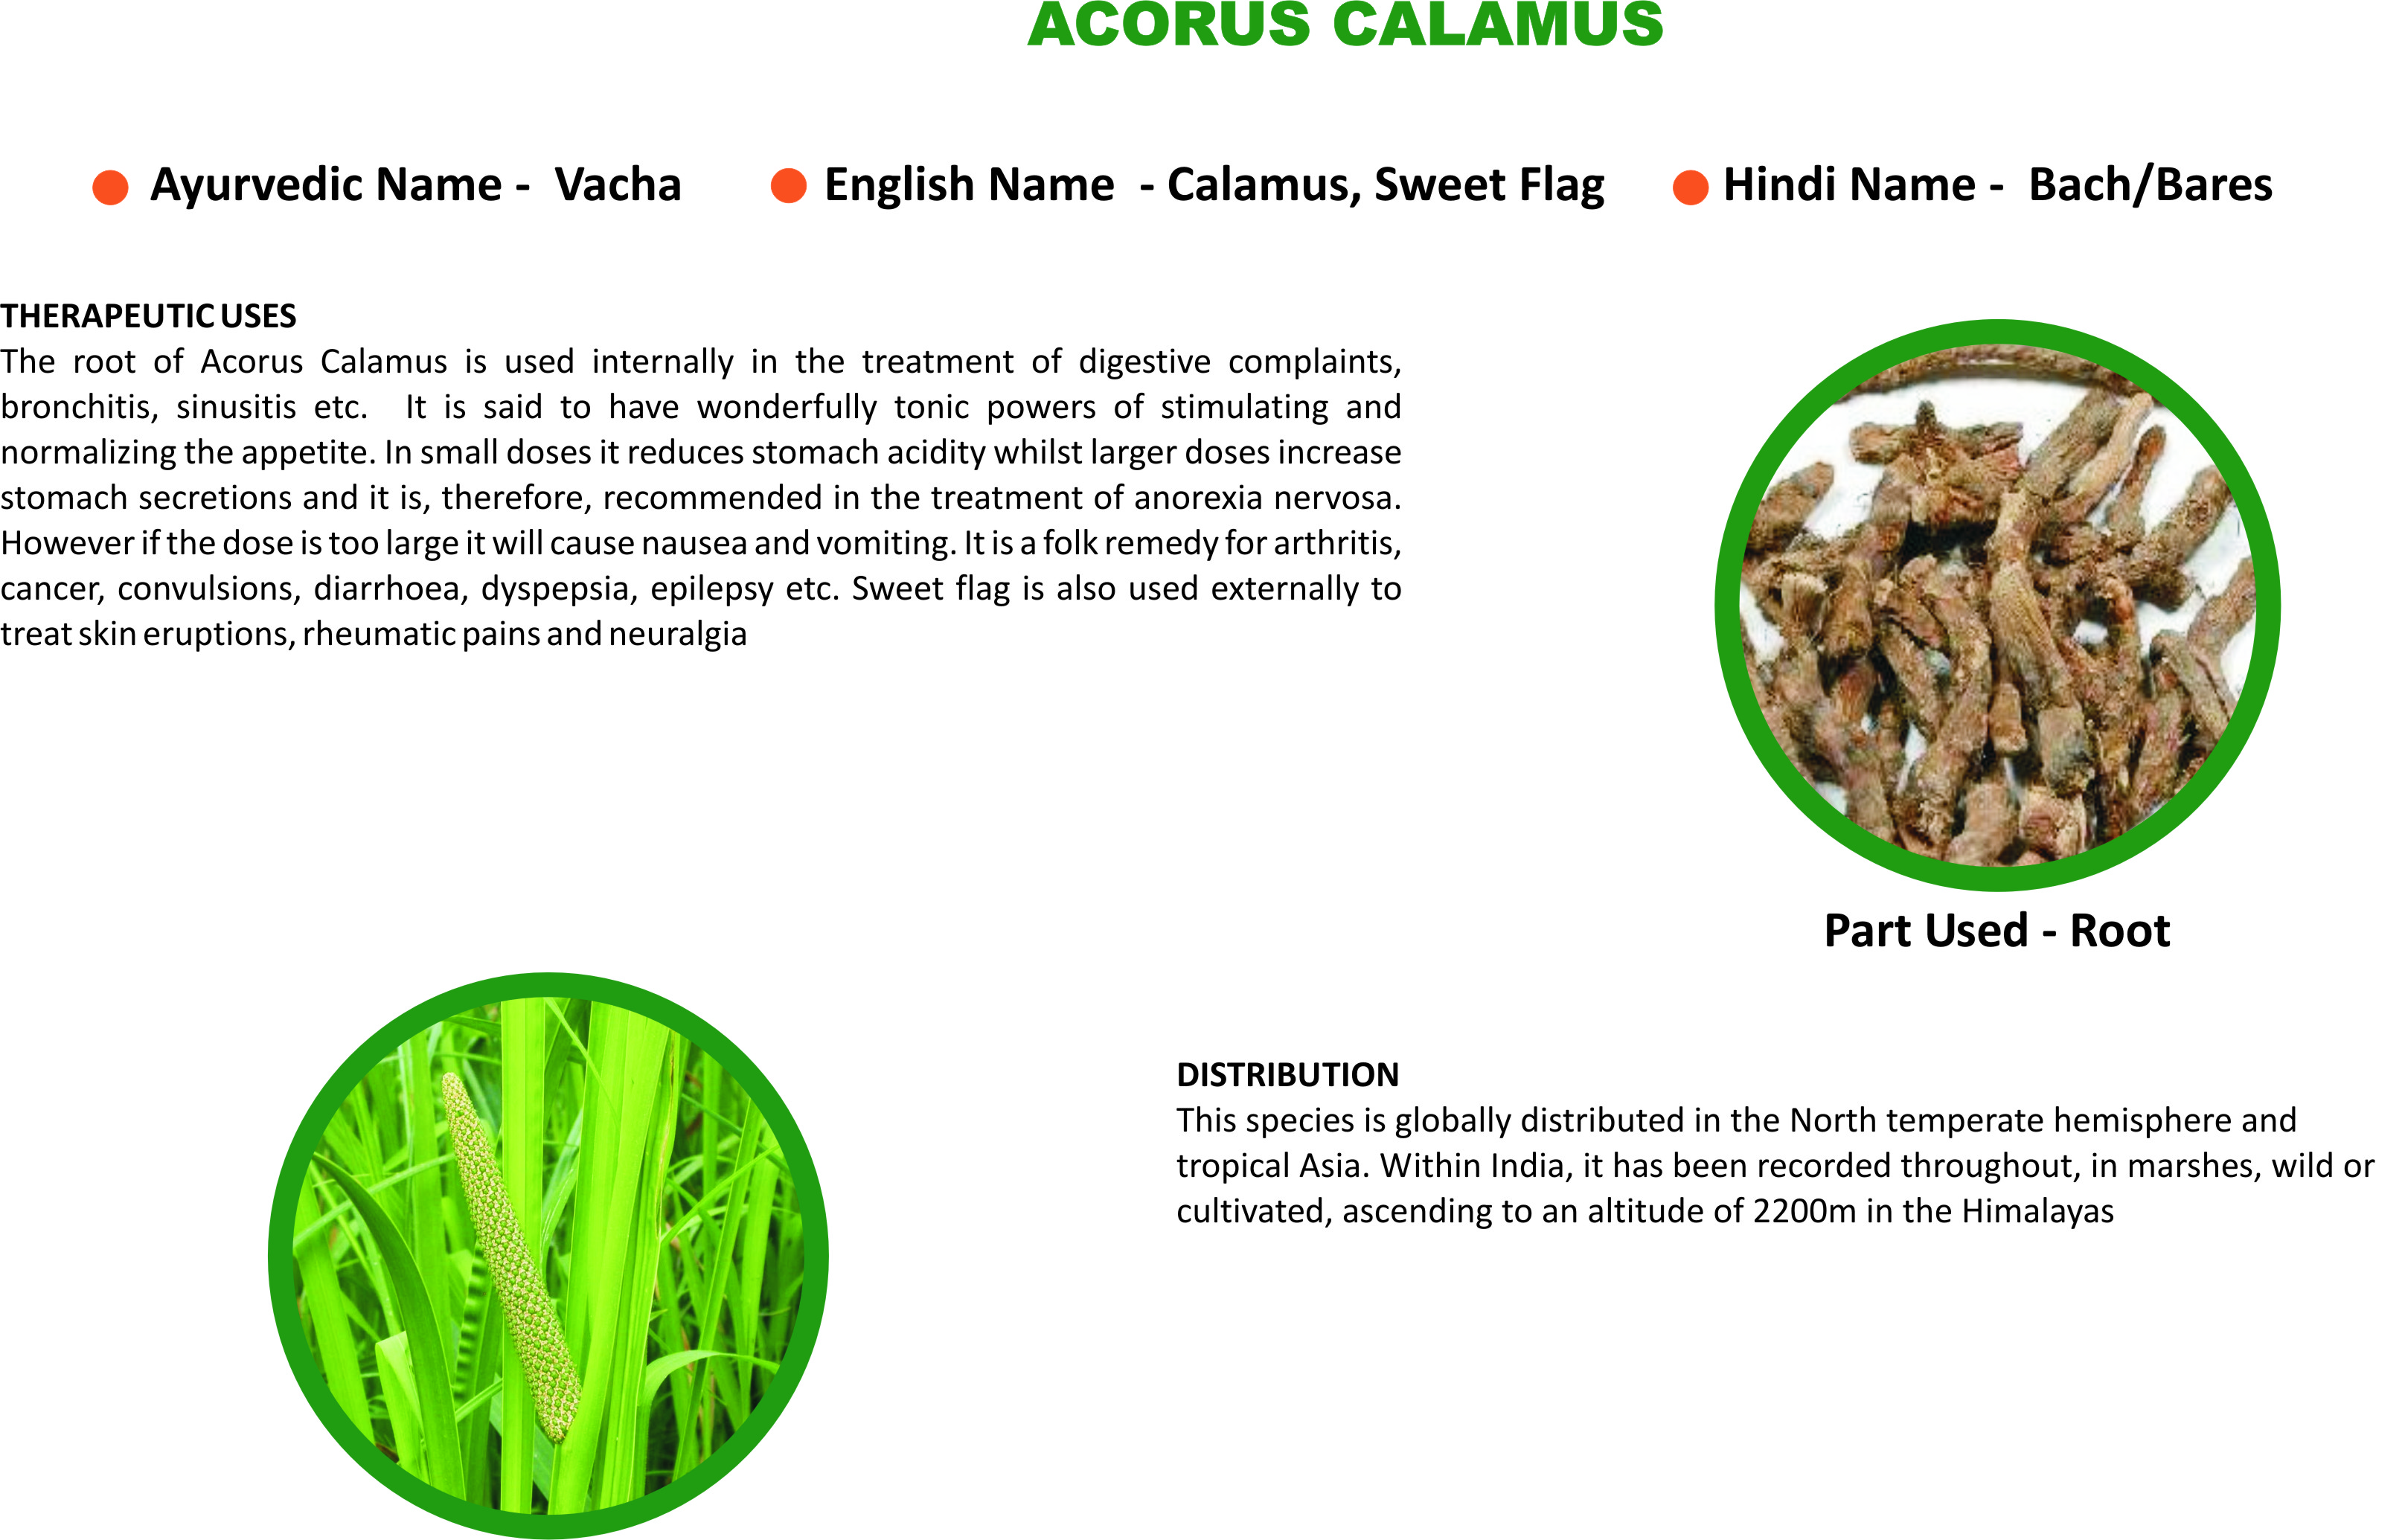 ACORUS CALAMUS
Ayurvedic Name - Vacha
English Name - Calamus, Sweet Flag
Hindi Name - Bach/Bares
THERAPEUTIC USES
The root of Acorus Calamus is used internally in the treatment of digestive complaints,
bronchitis, sinusitis etc. It is said to have wonderfully tonic powers of stimulating and
normalizing the appetite. In small doses it reduces stomach acidity whilst larger doses increase
stomach secretions and it is, therefore, recommended in the treatment of anorexia nervosa.
However if the dose is too large it will cause nausea and vomiting. It is a folk remedy for arthritis,
cancer, convulsions, diarrhoea, dyspepsia, epilepsy etc. Sweet flag is also used externally to
treat skin eruptions, rheumatic pains and neuralgia
Part Used - Root
DISTRIBUTION
This species is globally distributed in the North temperate hemisphere and
tropical Asia. Within India, it has been recorded throughout, in marshes, wild or
cultivated, ascending to an altitude of 2200m in the Himalayas